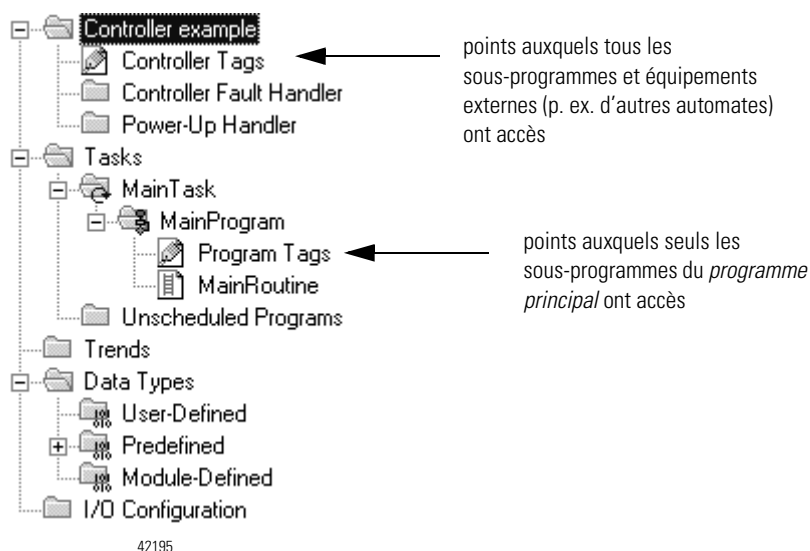 Controller example
Controller Tags
Controller Fault Handler
Power-Up Handler
Tasks
MainTask
MainProgram
Program Tags
MainRoutine
Unscheduled Programs
Trends
Data Types
User-Defined
Predefined
Module-Defined
I/O Configuration
42195
points auxquels tous les
sous-programmes et équipements
externes (p. ex. d'autres automates)
ont accès
points auxquels seuls les
sous-programmes du programme
principal ont accès